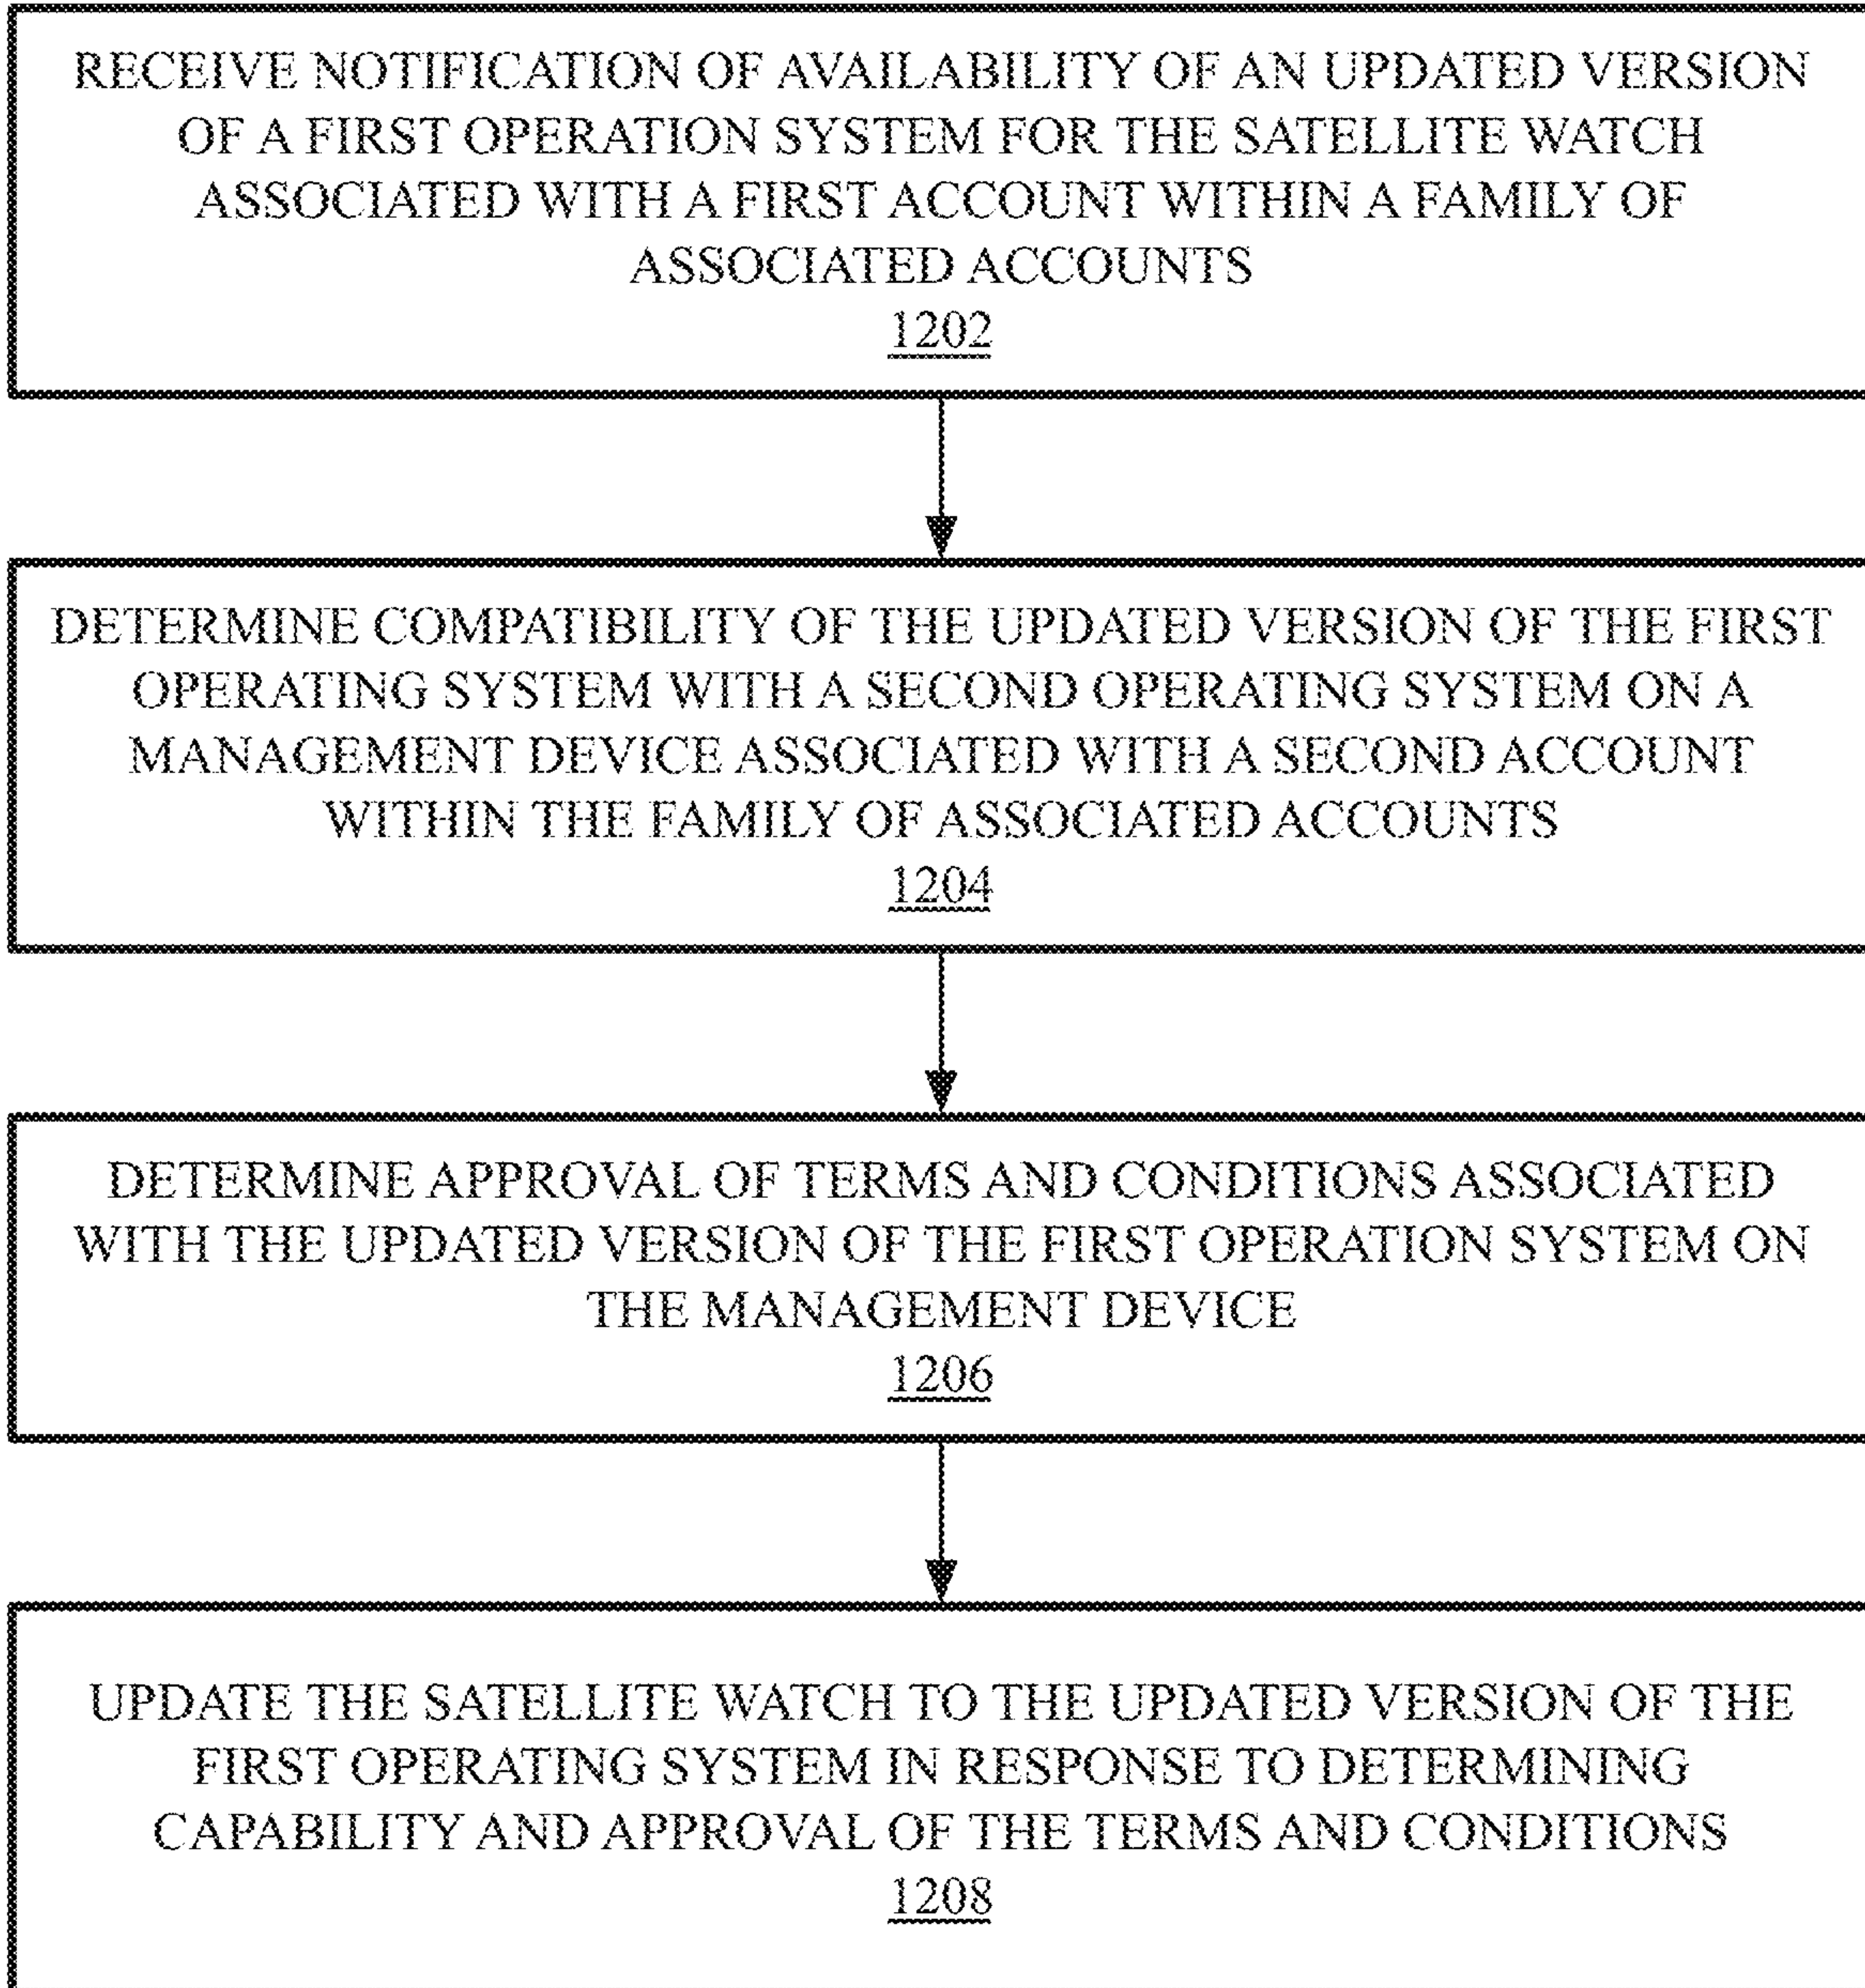 RECEIVE NOTIFICATION OF AVAILABILITY OF AN UPDATED VERSION
OF A FIRST OPERATION SYSTEM FOR THE SATELLITE WATCH
ASSOCIATED WITH A FIRST ACCOUNT WITHIN A FAMILY OF
ASSOCIATED ACCOUNTS
1202
DETERMINE COMPATIBILITY OF THE UPDATED VERSION OF THE FIRST
OPERATING SYSTEM WITH A SECOND OPERATING SYSTEM ON A
MANAGEMENT DEVICE ASSOCIATED WITH A SECOND ACCOUNT
WITHIN THE FAMILY OF ASSOCIATED ACCOUNTS
1204
DETERMINE APPROVAL OF TERMS AND CONDITIONS ASSOCIATED
WITH THE UPDATED VERSION OF THE FIRST OPERATION SYSTEM ON
THE MANAGEMENT DEVICE
1206
UPDATE THE SATELLITE WATCH TO THE UPDATED VERSION OF THE
FIRST OPERATING SYSTEM IN RESPONSE TO DETERMINING
CAPABILITY AND APPROVAL OF THE TERMS AND CONDITIONS
1208